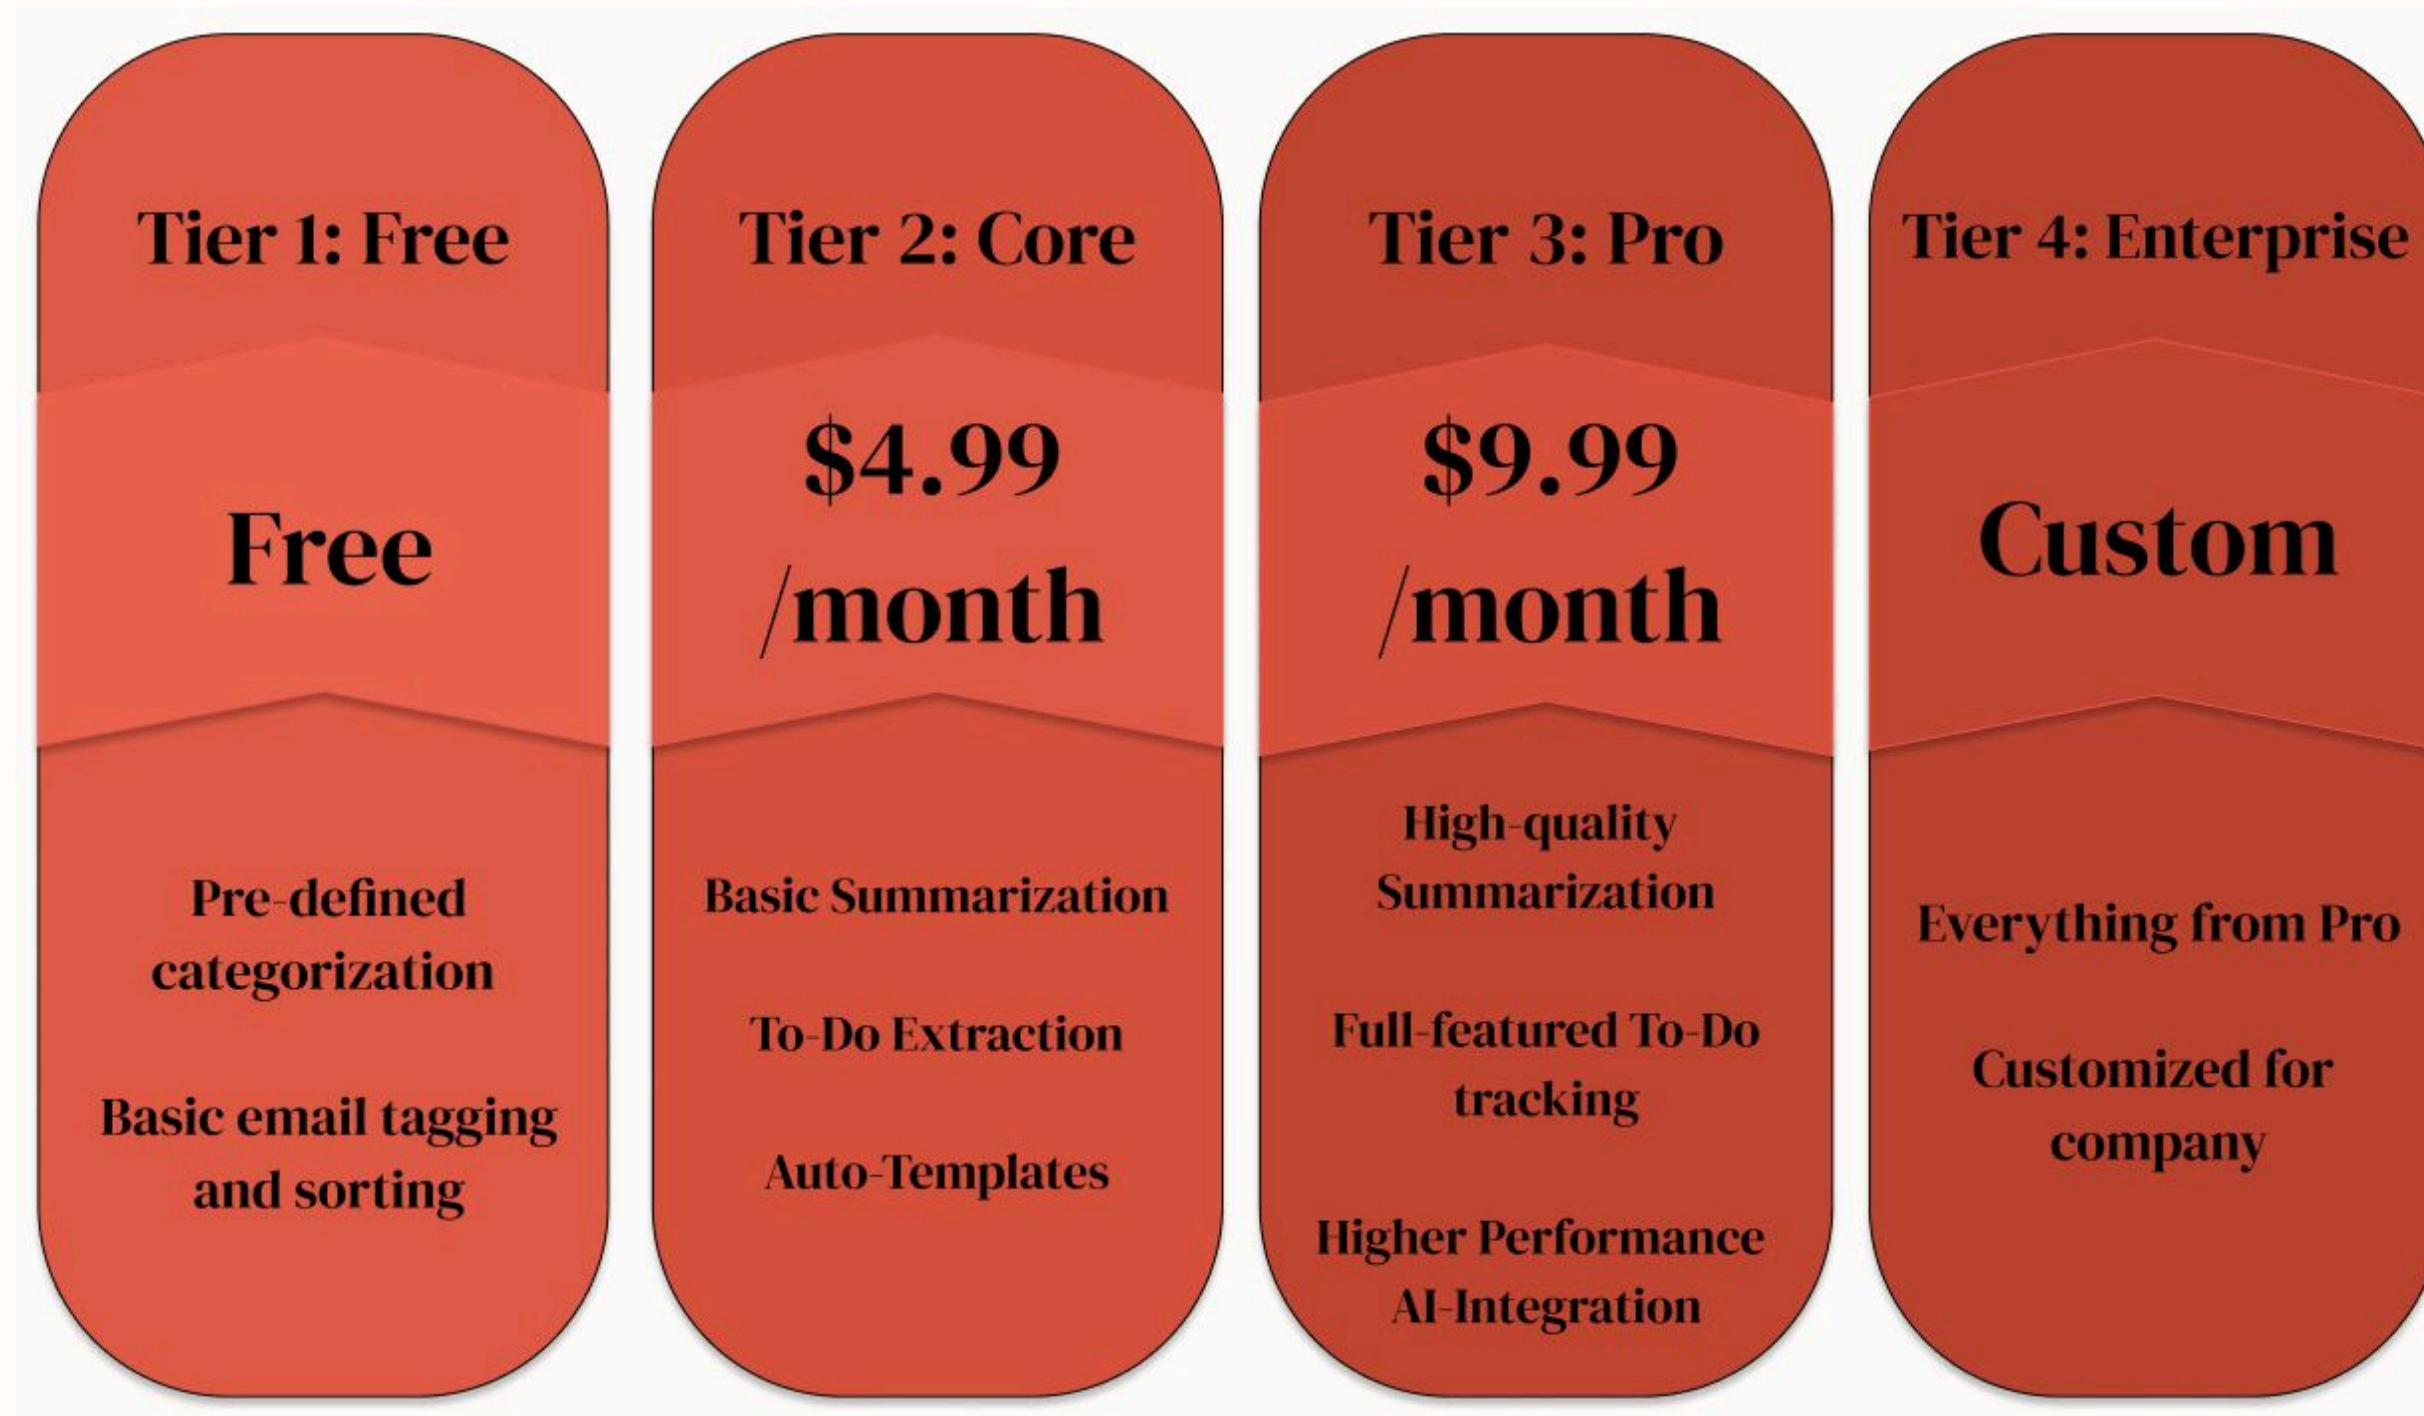 Tier 1: Free
Free
Pre-defined
categorization
Basic email tagging
and sorting
Tier 2: Core
$4.99
/month
Basic Summarization
To-Do Extraction
Auto-Templates
Tier 3: Pro
$9.99
/month
High-quality
Summarization
Full-featured To-Do
tracking
Higher Performance
AI-Integration
Tier 4: Enterprise
Custom
Everything from Pro
Customized for
company